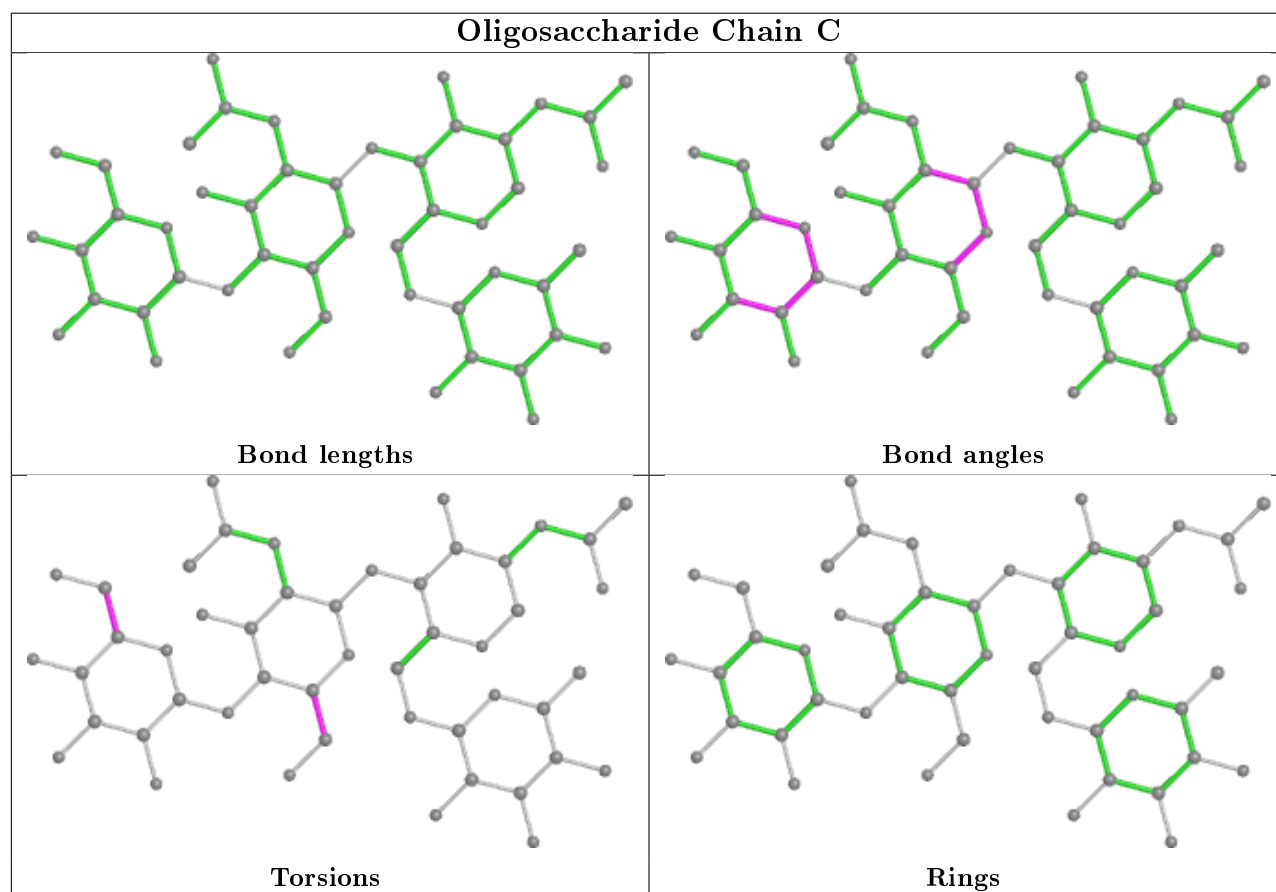 Oligosaccharide Chain C
Bond lengths
Bond angles
Torsions
Rings